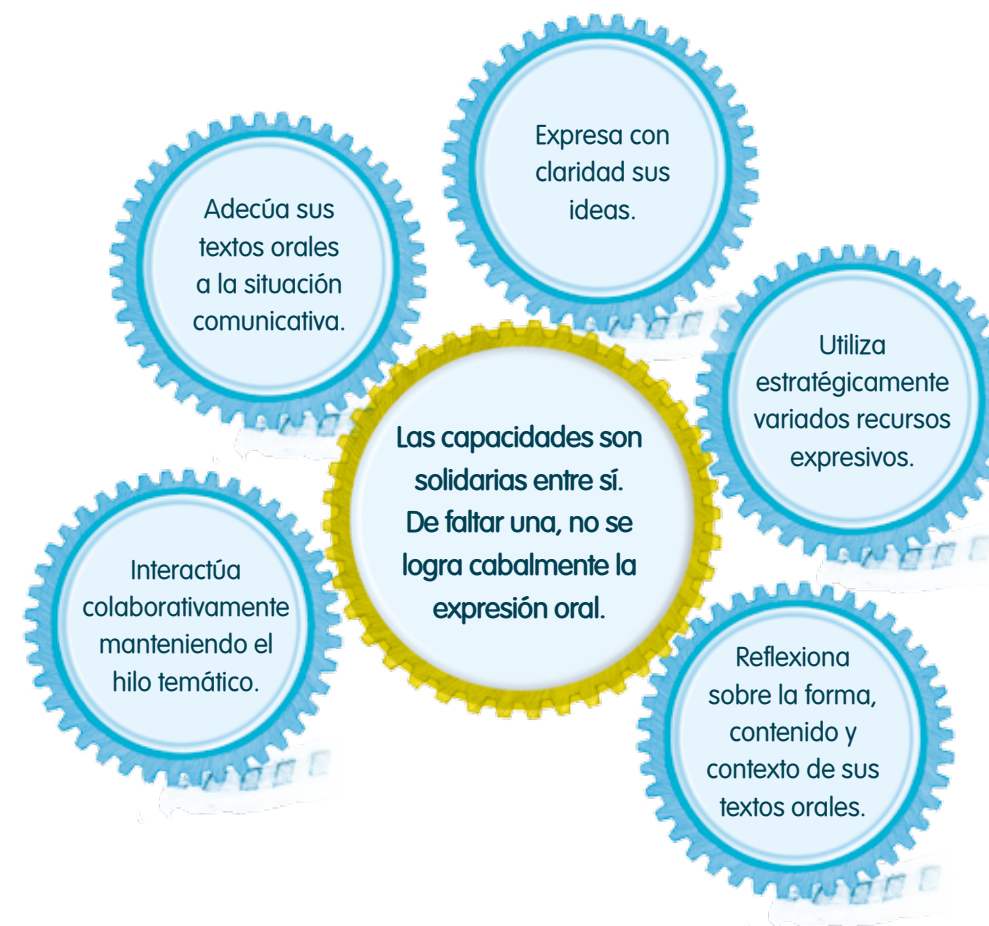 Expresa con
claridad sus
ideas.
Adecúa sus
textos orales
a la situación
comunicativa.
Utiliza
estratégicamente
variados recursos
expresivos.
Las capacidades son
solidarias entre sí.
De faltar una, no se
logra cabalmente la
expresión oral.
Interactúa
colaborativamente
manteniendo el
hilo temático.
Reflexiona
sobre la forma,
contenido y
contexto de sus
textos orales.